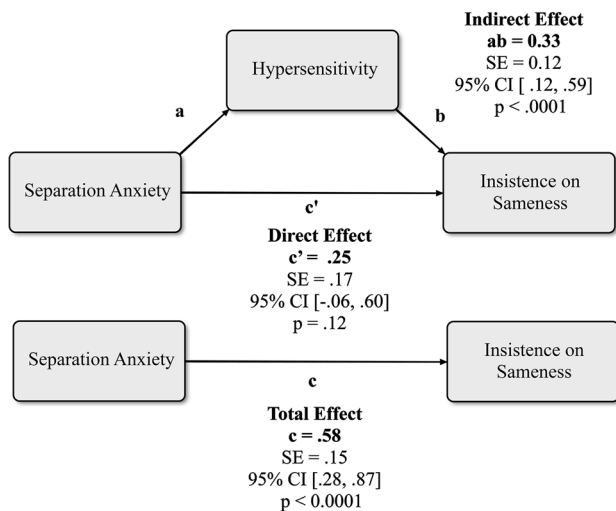 Indirect Effect
ab = 0.33
SE = 0.12
95% CI [ .12, .59]
p < .0001
Hypersensitivity
a
b
Separation Anxiety
Insistence on
Sameness
c'
Direct Effect
c’ =  .25
SE = .17
95% CI [-.06, .60]
p = .12
Separation Anxiety
Insistence on
Sameness
c
Total Effect
c = .58
SE = .15
95% CI [.28, .87]
p < 0.0001